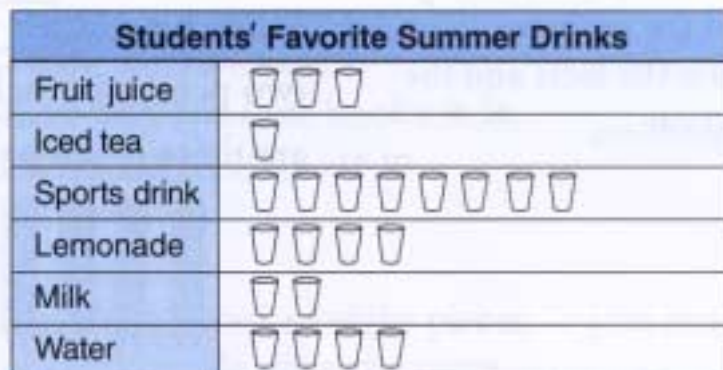 Students' Favorite Summer Drinks
Fruit juice
Iced tea
Sports drink
Lemonade
Milk
Water